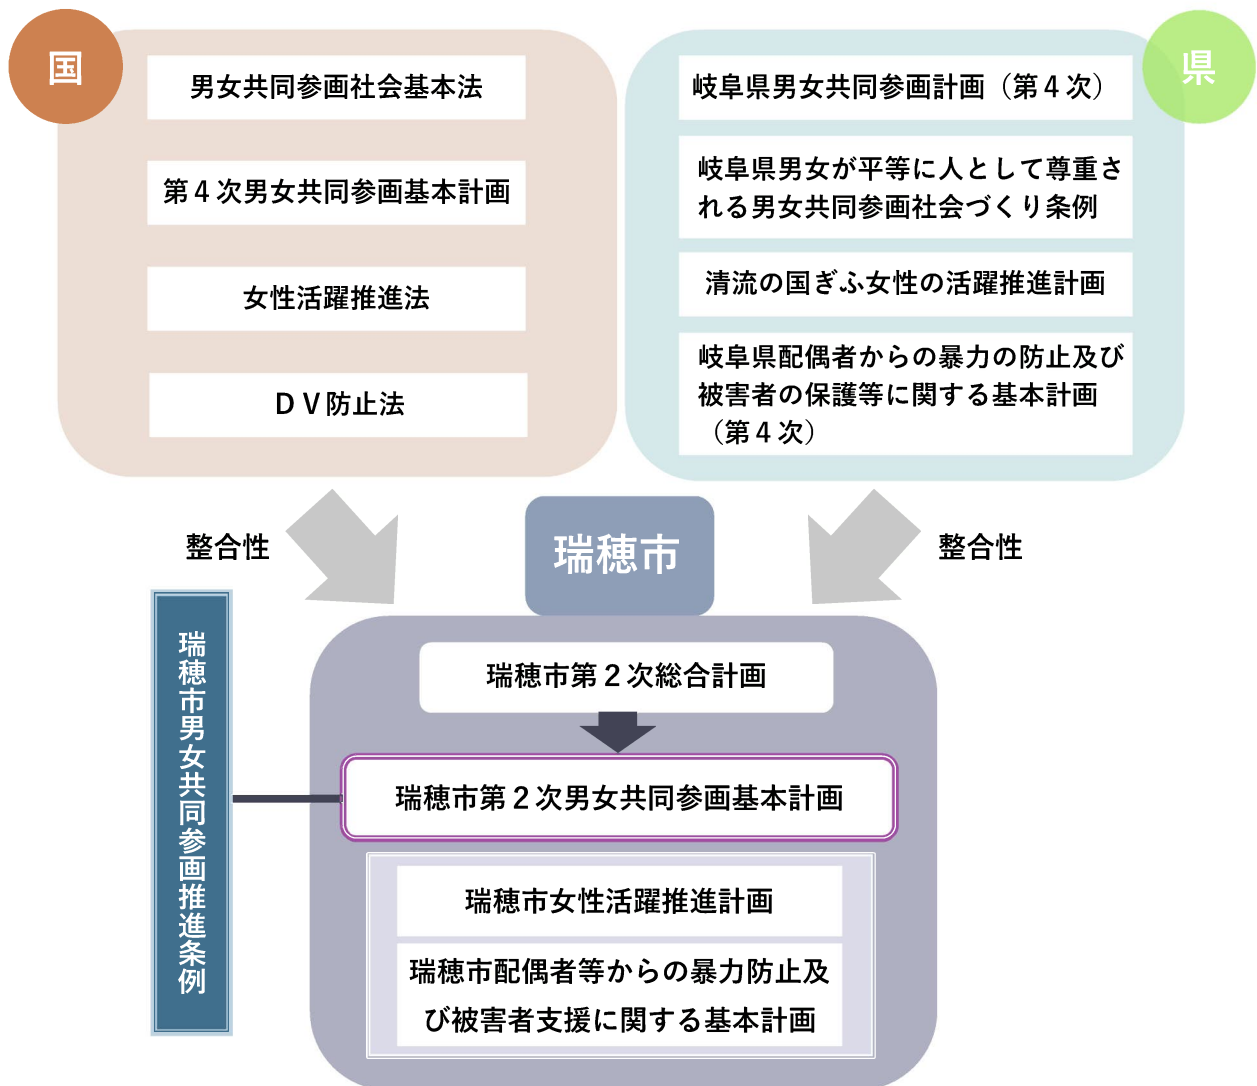 国
男女共同参画社会基本法
第４次男女共同参画基本計画
女性活躍推進法
ＤＶ防止法
県
岐阜県男女共同参画計画（第４次）
岐阜県男女が平等に人として尊重さ
れる男女共同参画社会づくり条例
清流の国ぎふ女性の活躍推進計画
岐阜県配偶者からの暴力の防止及び
被害者の保護等に関する基本計画
（第４次）
整合性
瑞穂市
整合性
瑞穂市男女共同参画推進条例
瑞穂市第２次総合計画
瑞穂市第２次男女共同参画基本計画
瑞穂市女性活躍推進計画
瑞穂市配偶者等からの暴力防止及
び被害者支援に関する基本計画